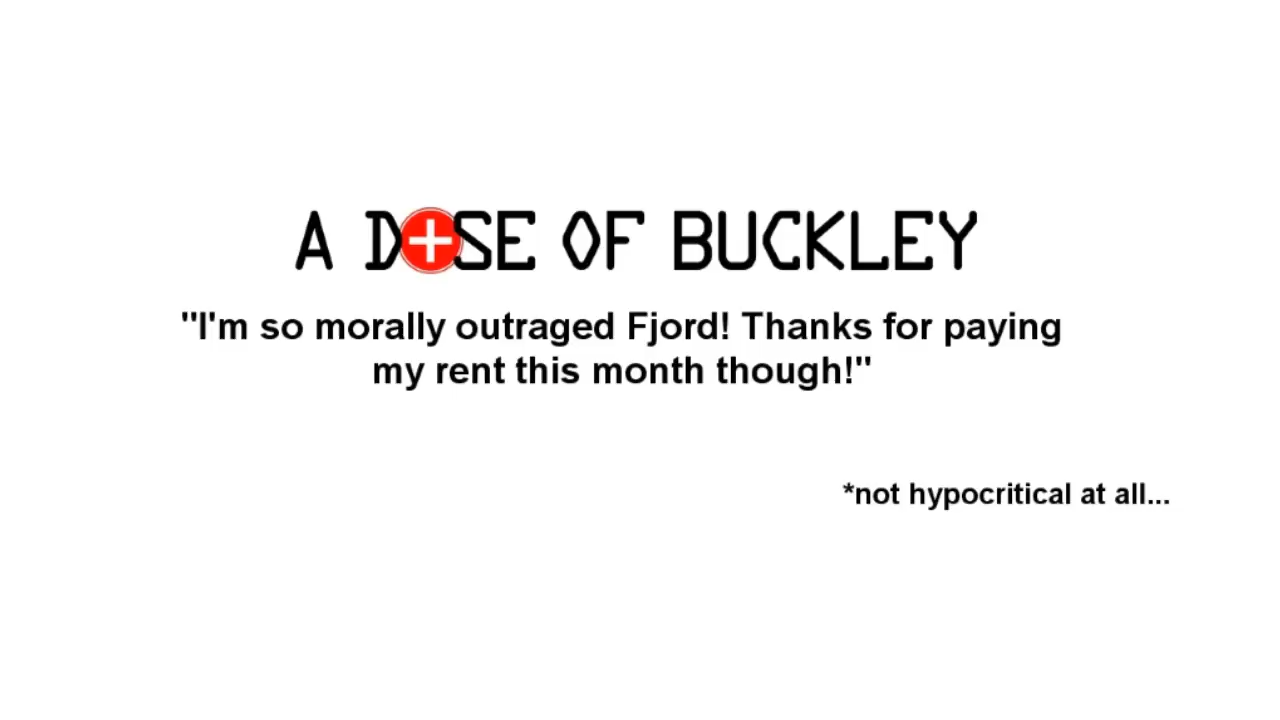 A DOSE OF BUCKLEY
"I'm so morally outraged Fjord! Thanks for paying
my rent this month though!"
*not hypocritical at all...